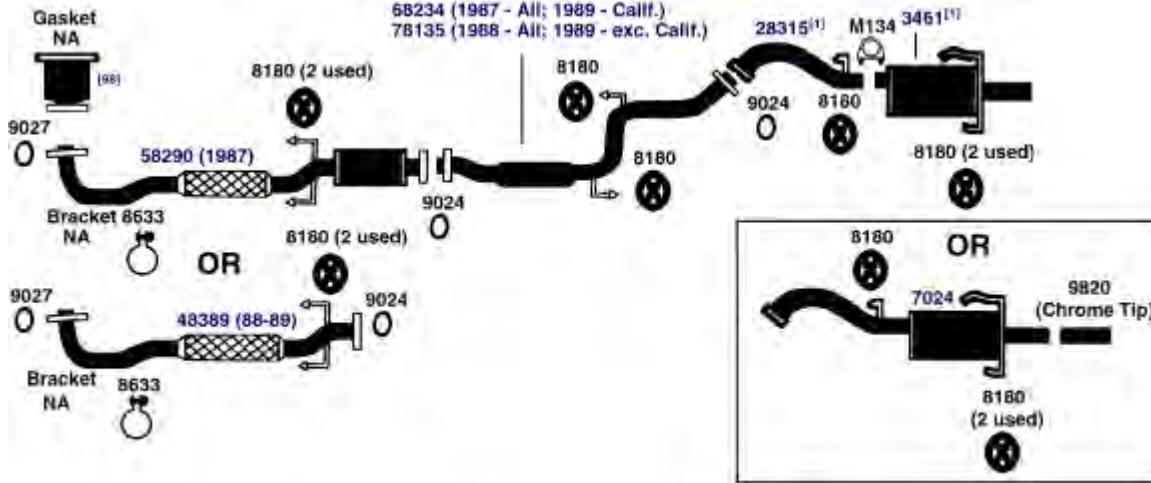 68234 (1987 - All; 1989 - Calif.)
78135 (1988 - All; 1989 - exc. Calif.)
Gasket
NA
[98]
8180 (2 used)
8180
28315[1]
M134
3461[1]
9027
58290 (1987)
9024
8180
8180 (2 used)
8180
9024
Bracket
NA
8633
OR
8180 (2 used)
9027
48389 (88-89)
9024
Bracket
NA
8633
OR
8180
7024
9820
(Chrome Tip)
8180
(2 used)